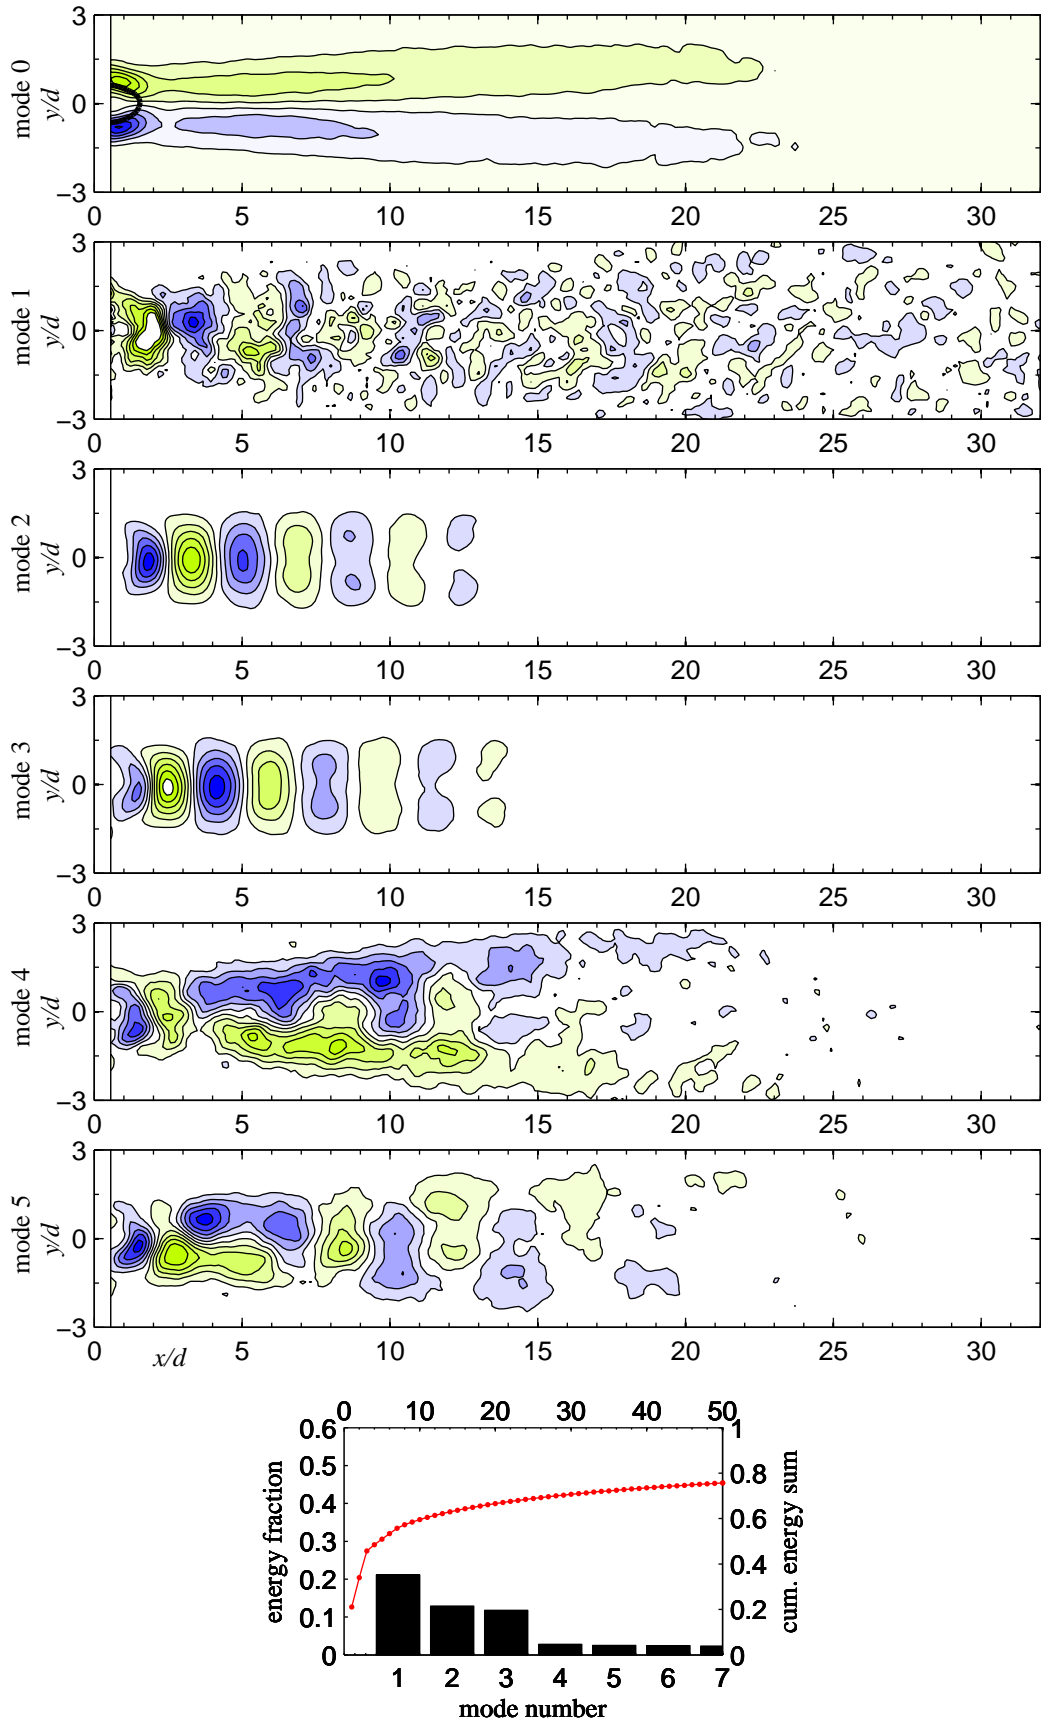 mode 0
y/d
3
0
−3
0 5 10 15 20 25 30
mode 1
y/d
3
0
−3
0 5 10 15 20 25 30
mode 2
y/d
3
0
−3
0 5 10 15 20 25 30
mode 3
y/d
3
0
−3
0 5 10 15 20 25 30
mode 4
y/d
3
0
−3
0 5 10 15 20 25 30
mode 5
y/d
3
0
−3
0 5 10 15 20 25 30
x/d
0 10 20 30 40 50
energy fraction
0.6
0.5
0.4
0.3
0.2
0.1
0
1
0.8
0.6
0.4
0.2
0
cum. energy sum
1 2 3 4 5 6 7
mode number